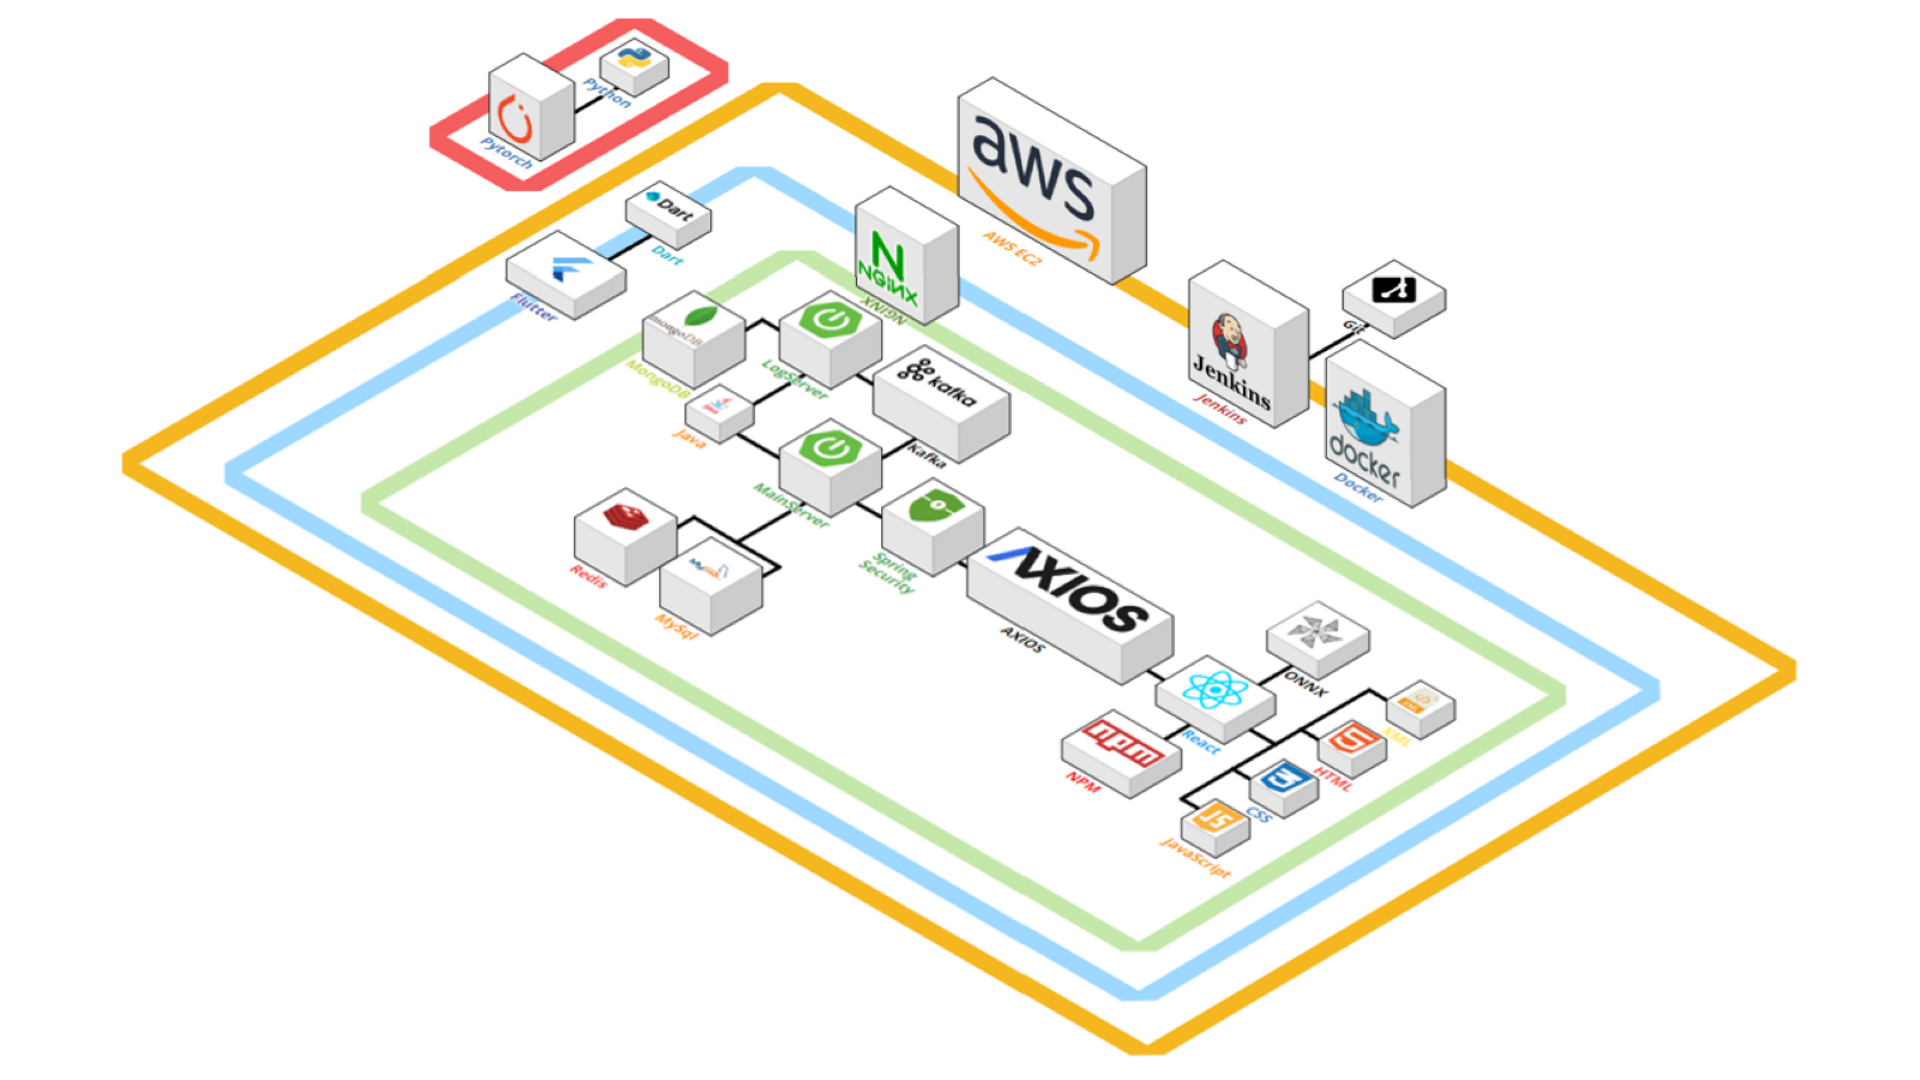 Python
Pytorch
aws
AWS EC2
Dart
Dart
Flutter
NGiNX
NGINX
Git
Jenkins
Jenkins
docker
Docker
mongoDB
MongoDB
LogServer
kafka
Kafka
Java
Java
MainServer
Redis
MySQL
MySql
Spring
Security
AXIOS
AXIOS
ONNX
React
npm
NPM
XML
HTML
CSS
JS
JavaScript